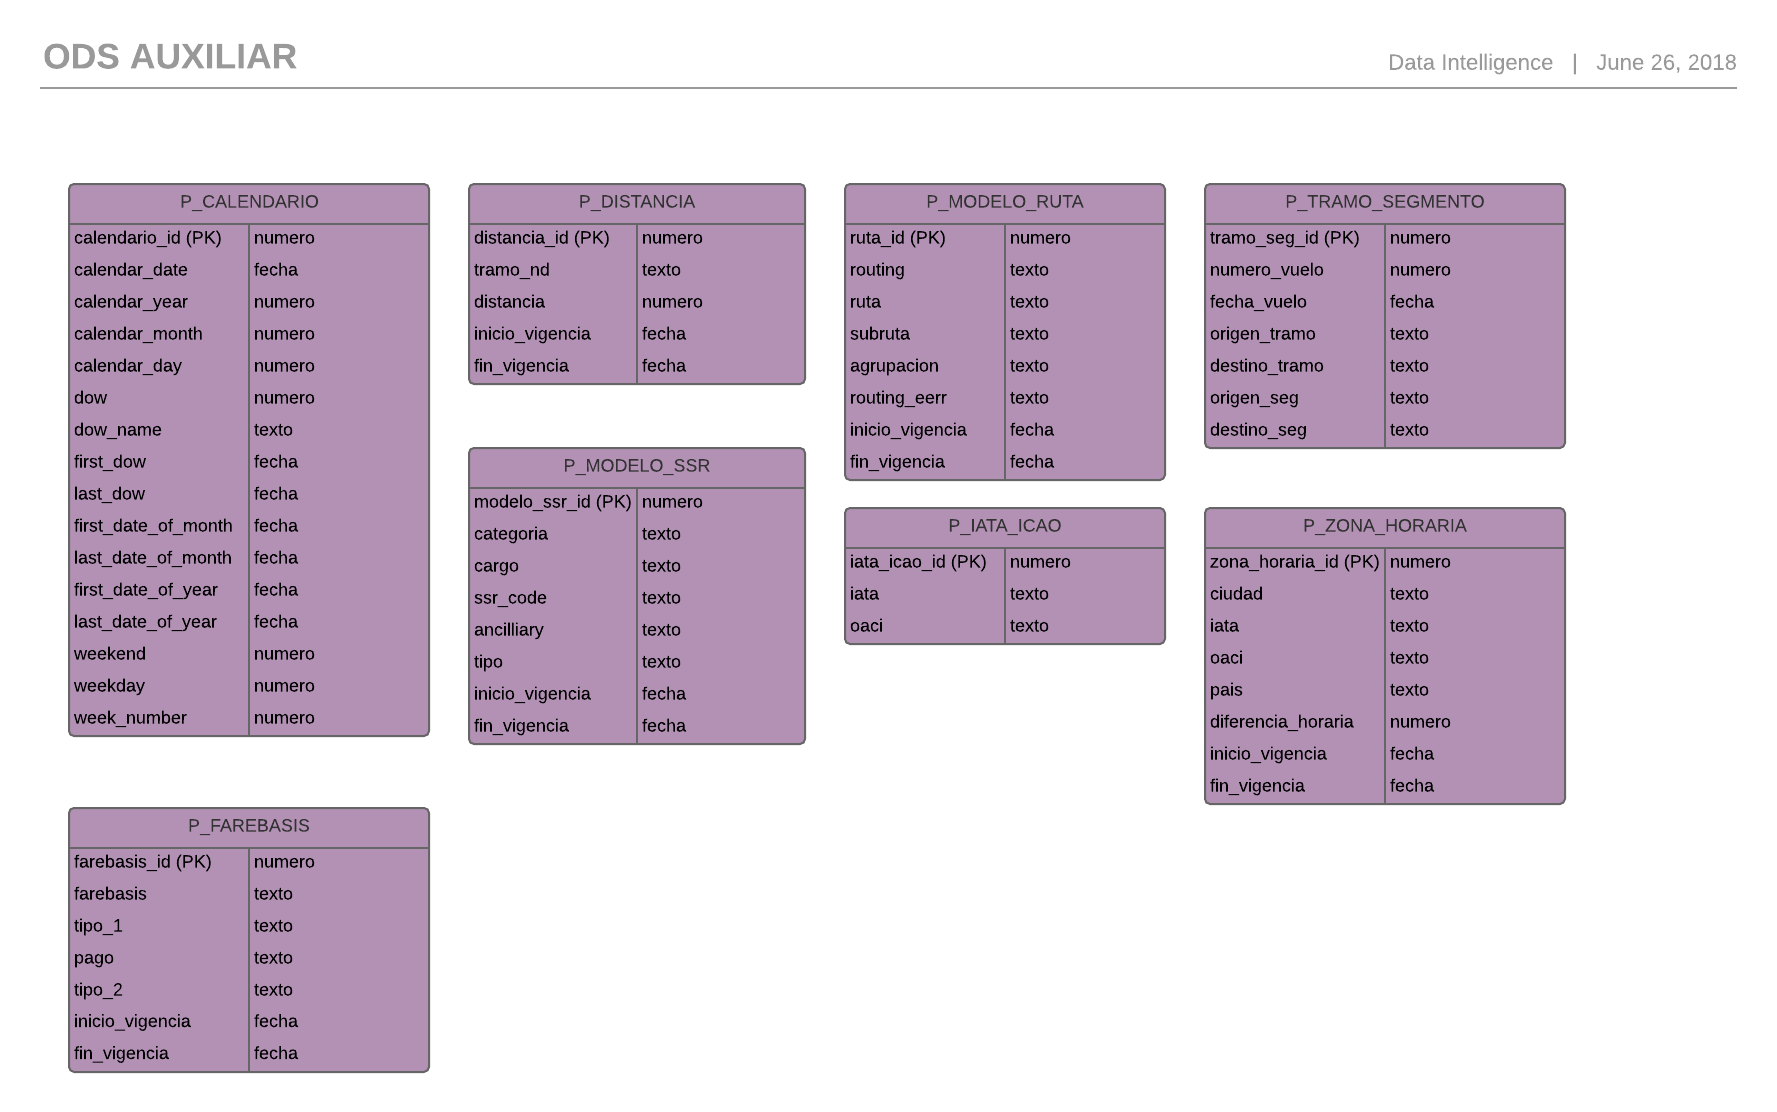 ODS AUXILIAR
Data Intelligence | June 26, 2018
P_CALENDARIO
calendario_id (PK) numero
calendar_date fecha
calendar_year numero
calendar_month numero
calendar_day numero
dow numero
dow_name texto
first_dow fecha
last_dow fecha
first_date_of_month fecha
last_date_of_month fecha
first_date_of_year fecha
last_date_of_year fecha
weekend numero
weekday numero
week_number numero
P_FAREBASIS
farebasis_id (PK) numero
farebasis texto
tipo_1 texto
pago texto
tipo_2 texto
inicio_vigencia fecha
fin_vigencia fecha
P_DISTANCIA
distancia_id (PK) numero
tramo_nd texto
distancia numero
inicio_vigencia fecha
fin_vigencia fecha
P_MODELO_SSR
modelo_ssr_id (PK) numero
categoria texto
cargo texto
ssr_code texto
ancilliary texto
tipo texto
inicio_vigencia fecha
fin_vigencia fecha
P_MODELO_RUTA
ruta_id (PK) numero
routing texto
ruta texto
subruta texto
agrupacion texto
routing_eerr texto
inicio_vigencia fecha
fin_vigencia fecha
P_IATA_ICAO
iata_icao_id (PK) numero
iata texto
oaci texto
P_TRAMO_SEGMENTO
tramo_seg_id (PK) numero
numero_vuelo numero
fecha_vuelo fecha
origen_tramo texto
destino_tramo texto
origen_seg texto
destino_seg texto
P_ZONA_HORARIA
zona_horaria_id (PK) numero
ciudad texto
iata texto
oaci texto
pais texto
diferencia_horaria numero
inicio_vigencia fecha
fin_vigencia fecha